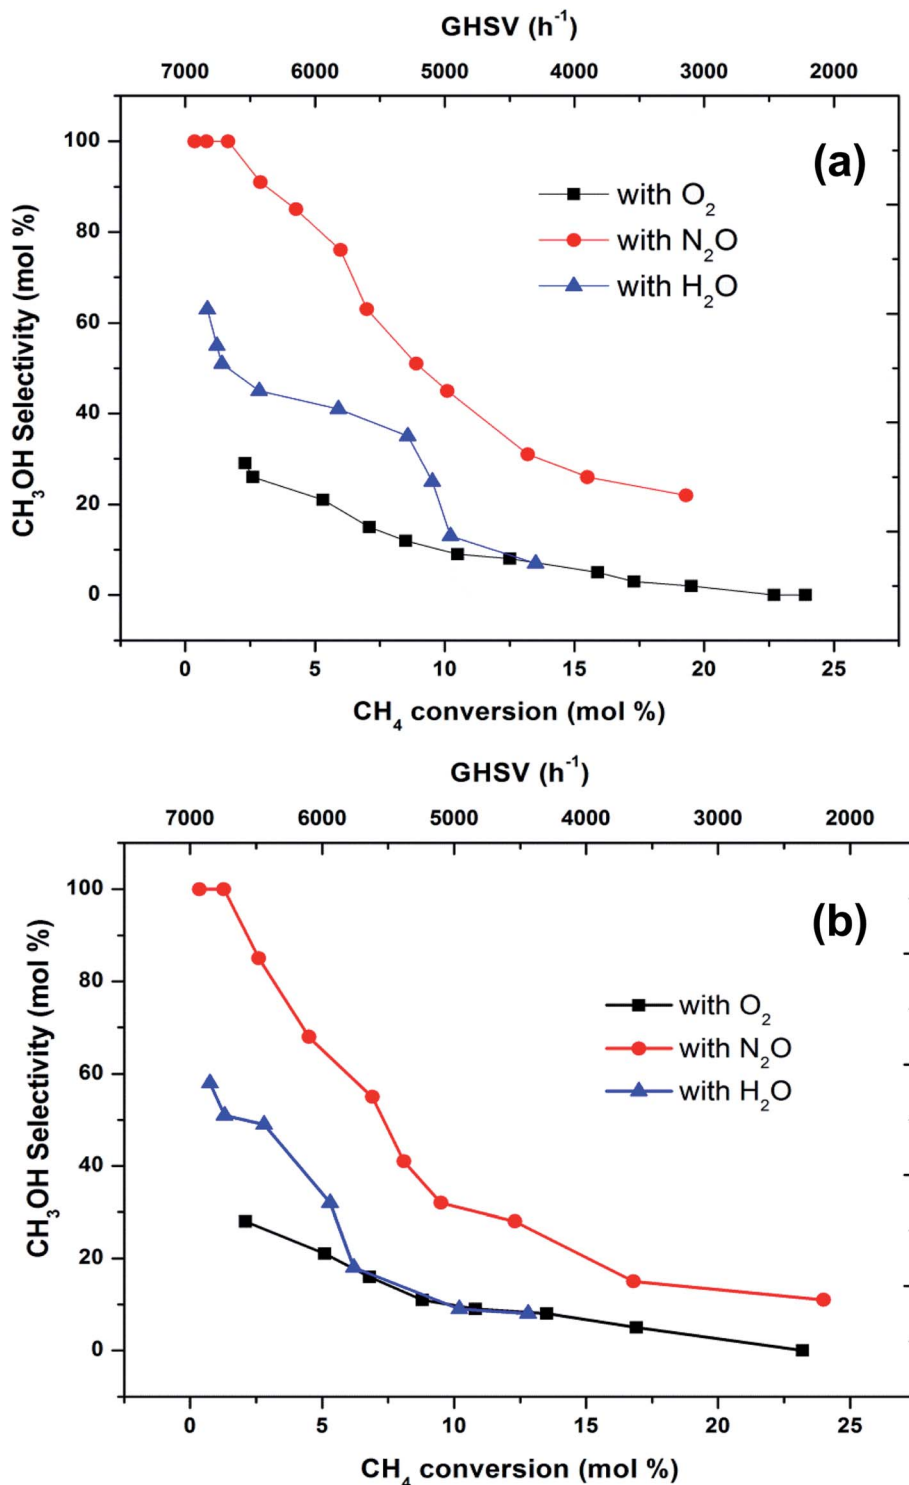 GHSV (h⁻¹)
7000 6000 5000 4000 3000 2000
(a)
with O₂
with N₂O
with H₂O
100
80
60
40
20
0
CH₃OH Selectivity (mol %)
0 5 10 15 20 25
CH₄ conversion (mol %)
GHSV (h⁻¹)
7000 6000 5000 4000 3000 2000
(b)
with O₂
with N₂O
with H₂O
100
80
60
40
20
0
CH₃OH Selectivity (mol %)
0 5 10 15 20 25
CH₄ conversion (mol %)